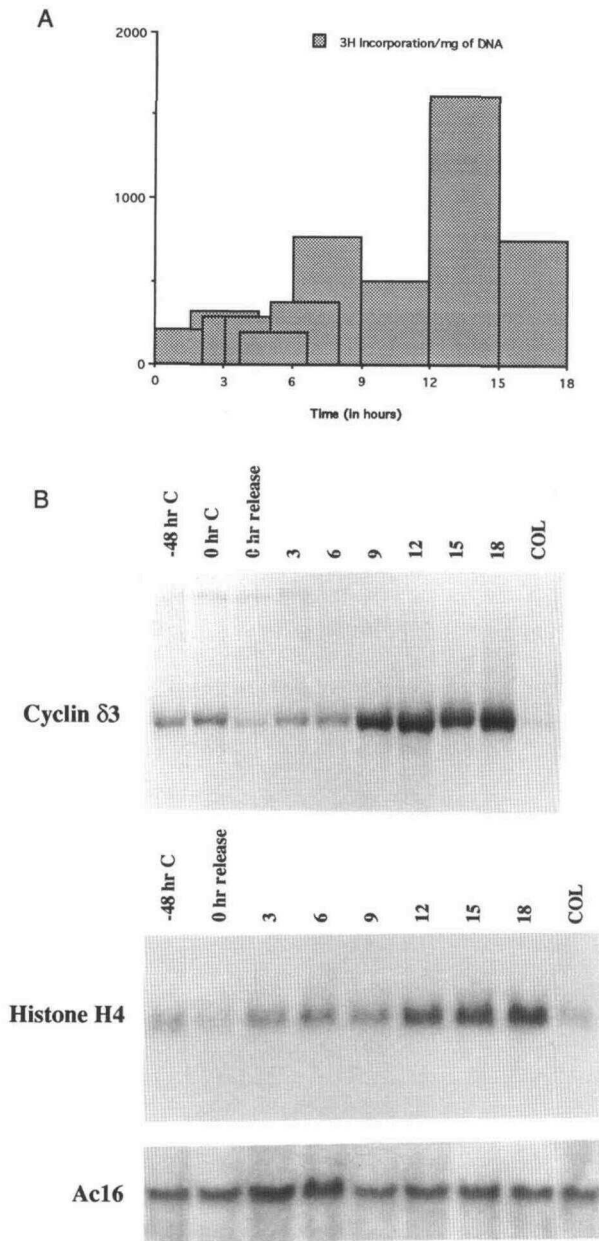 A
2000
3H Incorporation/mg of DNA
1000
0
0 3 6 9 12 15 18
Time (in hours)
B
-48 hr C 0 hr C 0 hr release 3 6 9 12 15 18 COL
Cyclin δ3
-48 hr C 0 hr release 3 6 9 12 15 18 COL
Histone H4
Ac16